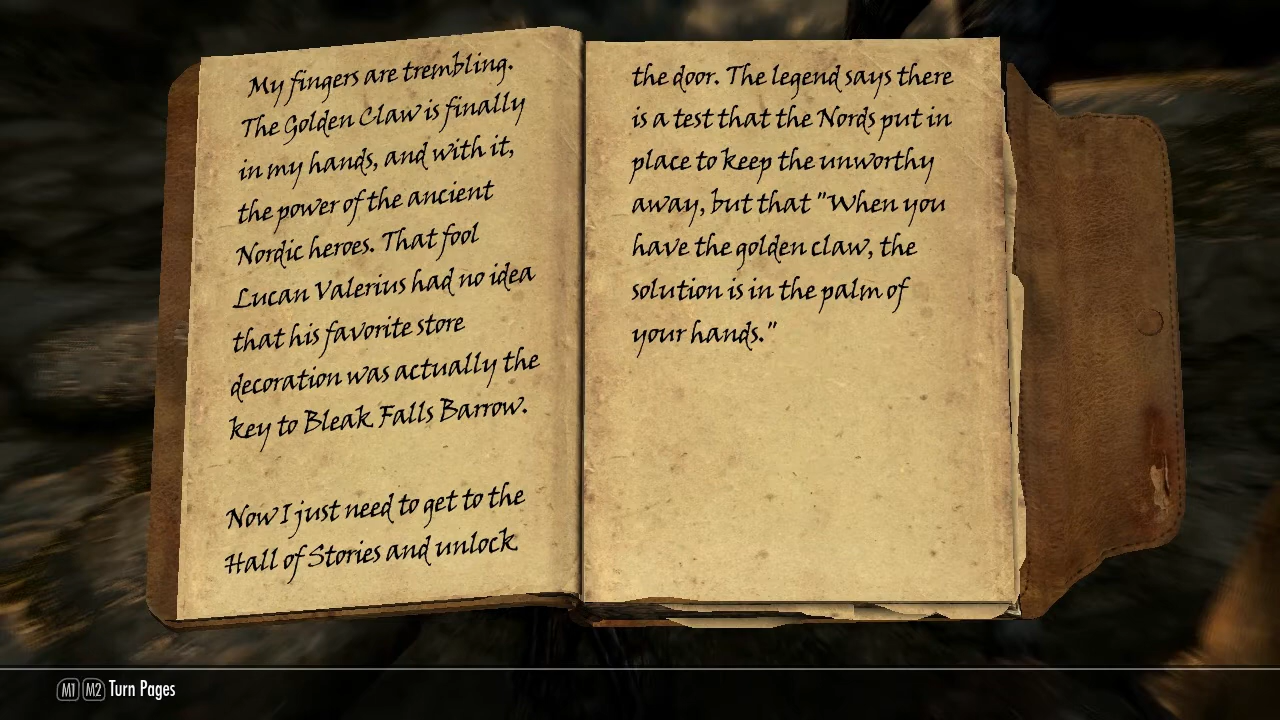 My fingers are trembling.
The Golden Claw is finally
in my hands, and with it,
the power of the ancient
Nordic heroes. That fool
Lucan Valerius had no idea
that his favorite store
decoration was actually the
key to Bleak Falls Barrow.
Now I just need to get to the
Hall of Stories and unlock
the door. The legend says there
is a test that the Nords put in
place to keep the unworthy
away, but that "When you
have the golden claw, the
solution is in the palm of
your hands."
M1 M2 Turn Pages